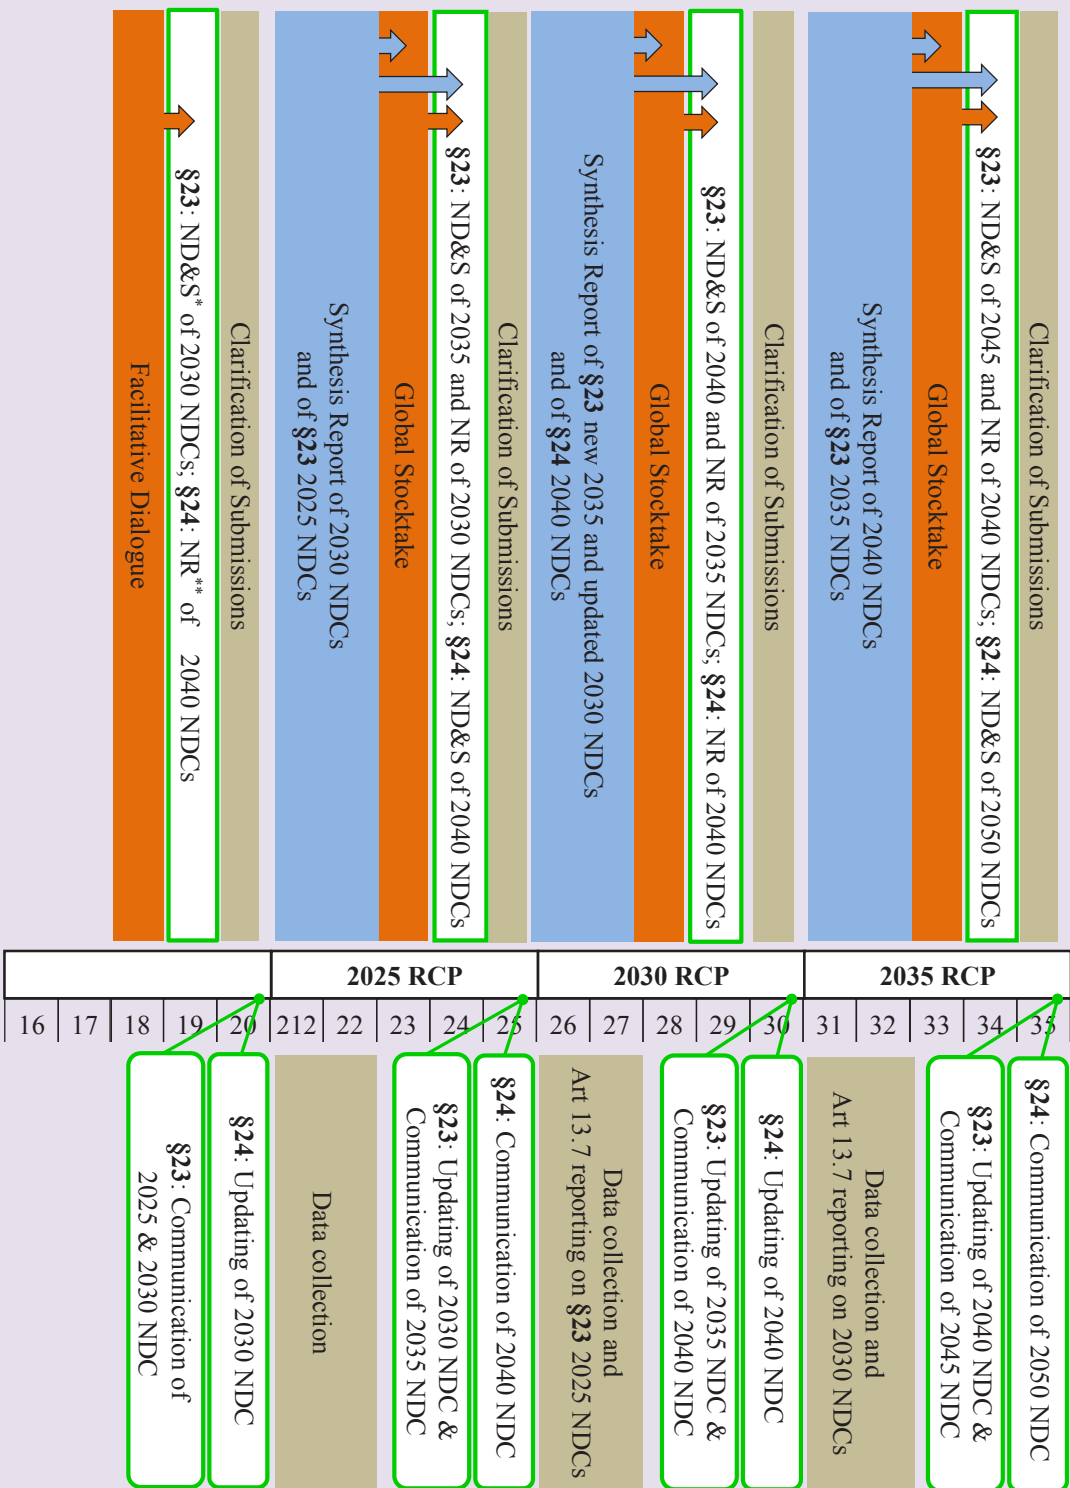 Facilitative Dialogue
§23: ND&S* of 2030 NDCs; §24: NR** of 2040 NDCs
Clarification of Submissions
Synthesis Report of 2030 NDCs
and of §23 2025 NDCs
Global Stocktake
§23: ND&S of 2035 and NR of 2030 NDCs; §24: ND&S of 2040 NDCs
Clarification of Submissions
Synthesis Report of §23 new 2035 and updated 2030 NDCs
and of §24 2040 NDCs
Global Stocktake
§23: ND&S of 2040 and NR of 2035 NDCs; §24: NR of 2040 NDCs
Clarification of Submissions
Synthesis Report of 2040 NDCs
and of §23 2035 NDCs
Global Stocktake
§23: ND&S of 2045 and NR of 2040 NDCs; §24: ND&S of 2050 NDCs
Clarification of Submissions
2025 RCP
2030 RCP
2035 RCP
16 17 18 19 20 212 22 23 24 25 26 27 28 29 30 31 32 33 34 35
§23: Communication of
2025 & 2030 NDC
§24: Updating of 2030 NDC
Data collection
§23: Updating of 2030 NDC &
Communication of 2035 NDC
§24: Communication of 2040 NDC
Data collection and
Art 13.7 reporting on §23 2025 NDCs
§23: Updating of 2035 NDC &
Communication of 2040 NDC
§24: Updating of 2040 NDC
Data collection and
Art 13.7 reporting on 2030 NDCs
§23: Updating of 2040 NDC &
Communication of 2045 NDC
§24: Communication of 2050 NDC